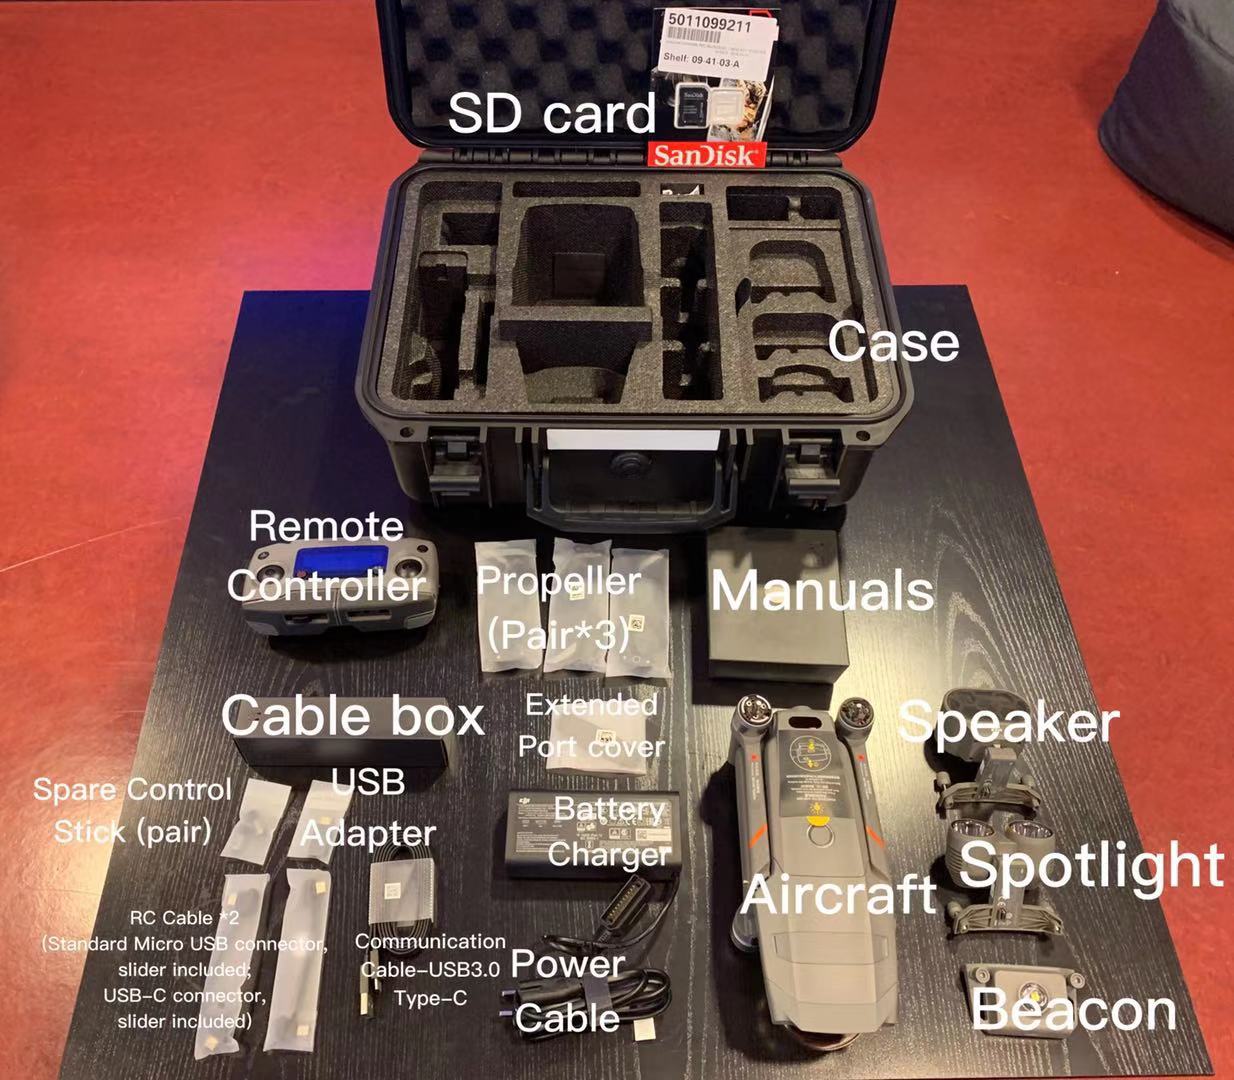 5011099211
Shelf: 09-41-03-A
SanDisk
SD card
SanDisk
Case
Remote
Controller
Propeller
(Pair*3)
Manuals
Cable box
Extended
Port cover
Speaker
Spare Control
Stick (pair)
USB
Adapter
Battery
Charger
Spotlight
Aircraft
RC Cable *2
(Standard Micro USB connector,
slider included;
USB-C connector,
slider included)
Communication
Cable-USB3.0
Type-C
Power
Cable
Beacon